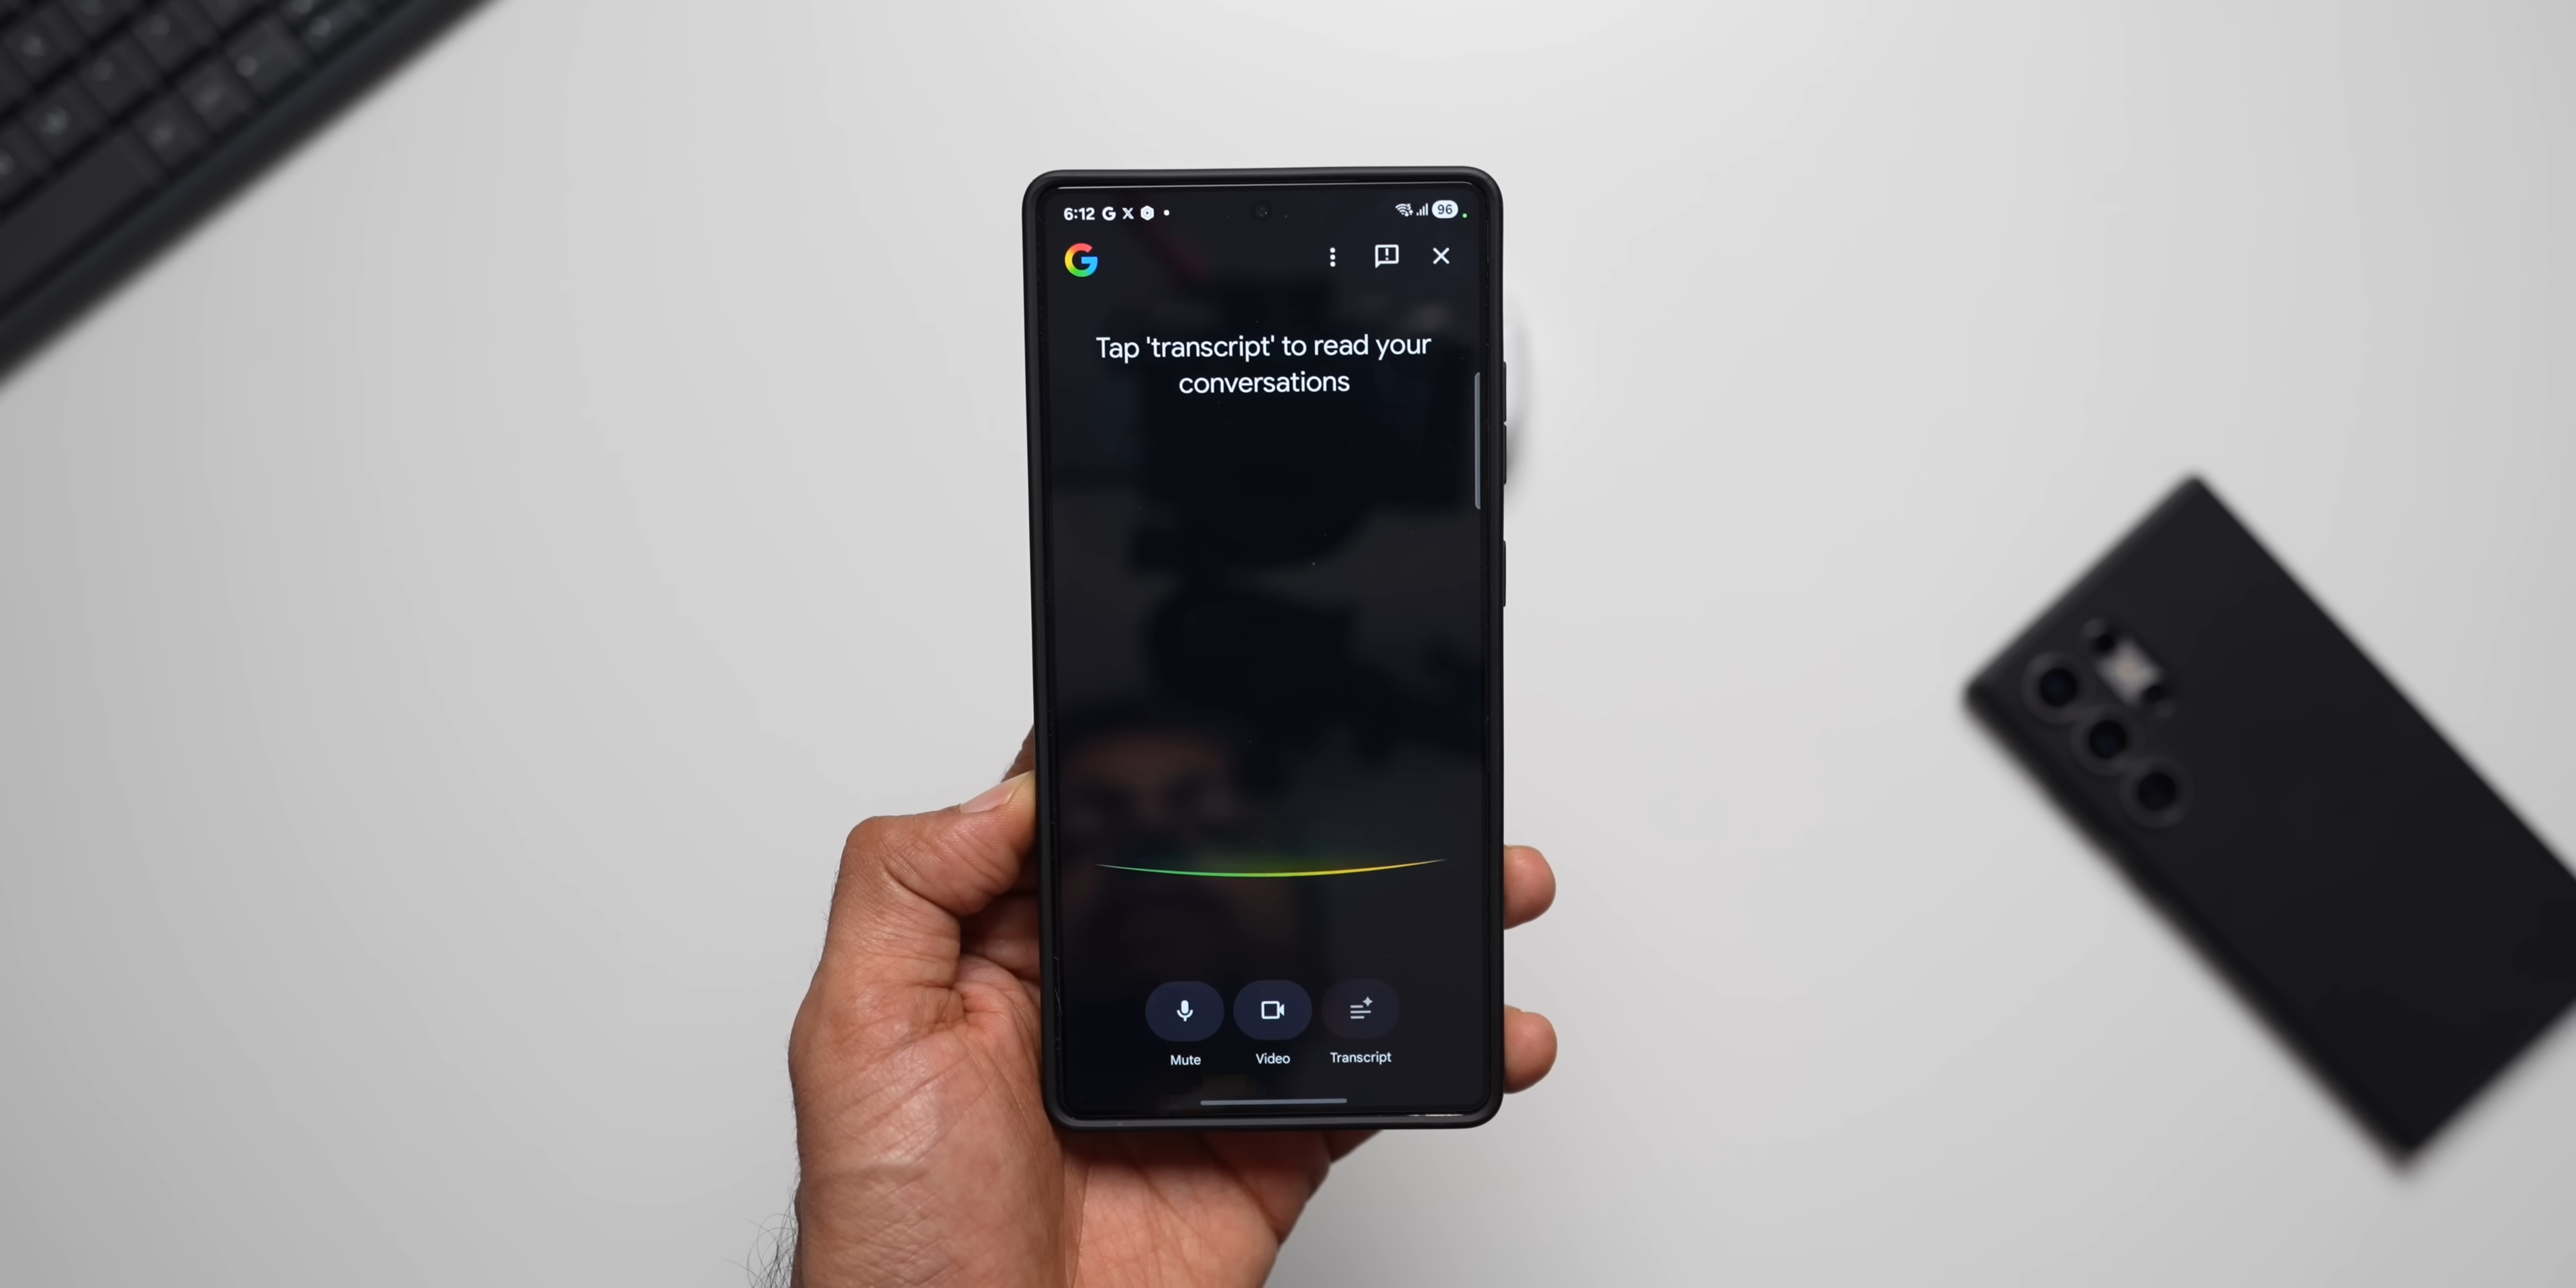 6:12 G X 96
G
Tap 'transcript' to read your
conversations
Mute Video Transcript